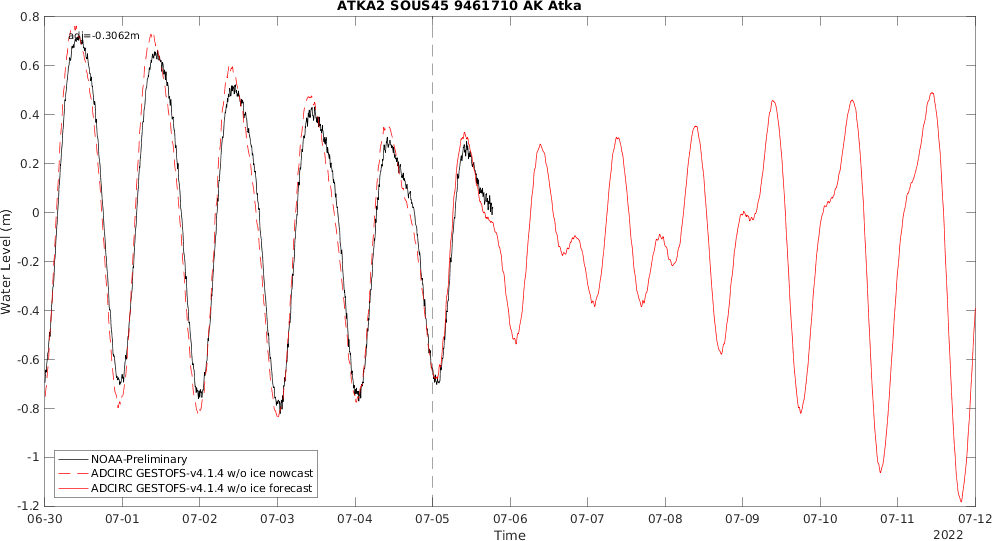 ATKA2 SOUS45 9461710 AK Atka
adj=-0.3062m
0.8
0.6
0.4
0.2
0
-0.2
-0.4
-0.6
-0.8
-1
-1.2
Water Level (m)
NOAA-Preliminary
ADCIRC GESTOFS-v4.1.4 w/o ice nowcast
ADCIRC GESTOFS-v4.1.4 w/o ice forecast
06-30 07-01 07-02 07-03 07-04 07-05 07-06 07-07 07-08 07-09 07-10 07-11 07-12
Time
2022